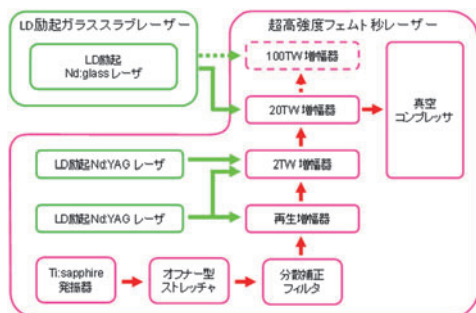 LD励起ガラススラブレーザー
超高強度フェムト秒レーザー
LD励起
Nd:glass レーザ
100TW 増幅器
20TW 増幅器
真空
コンプレッサ
LD励起Nd:YAG レーザ
2TW 増幅器
LD励起Nd:YAG レーザ
再生増幅器
Ti:sapphire
発振器
オフナー型
ストレッチャ
分散補正
フィルタ